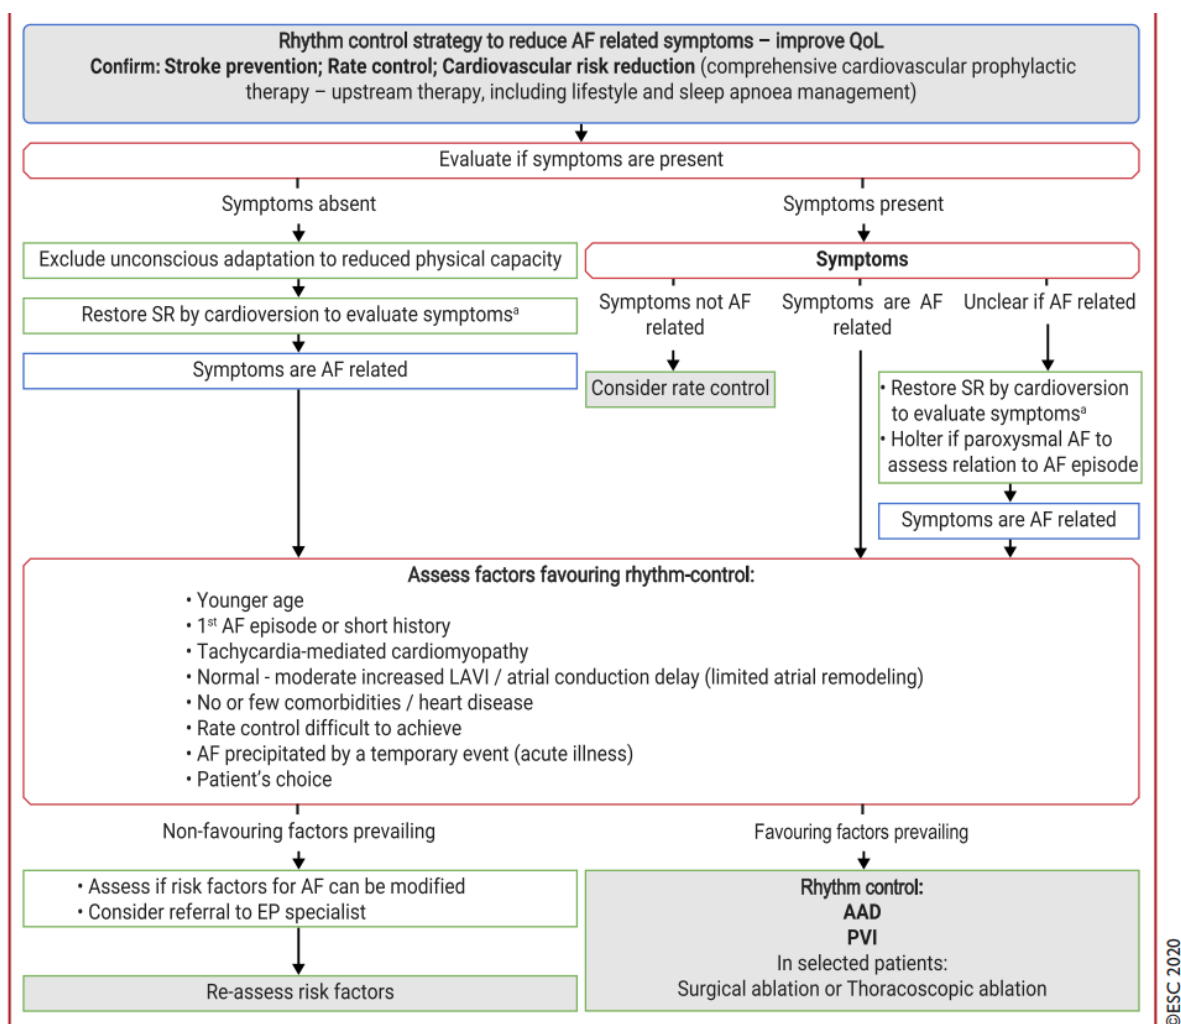 Rhythm control strategy to reduce AF related symptoms – improve QoL
Confirm: Stroke prevention; Rate control; Cardiovascular risk reduction (comprehensive cardiovascular prophylactic
therapy – upstream therapy, including lifestyle and sleep apnoea management)
Evaluate if symptoms are present
Symptoms absent
Symptoms present
Exclude unconscious adaptation to reduced physical capacity
Restore SR by cardioversion to evaluate symptomsᵃ
Symptoms are AF related
Symptoms
Symptoms not AF
related
Symptoms are AF
related
Unclear if AF related
Consider rate control
• Restore SR by cardioversion
to evaluate symptomsᵃ
• Holter if paroxysmal AF to
assess relation to AF episode
Symptoms are AF related
Assess factors favouring rhythm-control:
• Younger age
• 1ˢᵗ AF episode or short history
• Tachycardia-mediated cardiomyopathy
• Normal - moderate increased LAVI / atrial conduction delay (limited atrial remodeling)
• No or few comorbidities / heart disease
• Rate control difficult to achieve
• AF precipitated by a temporary event (acute illness)
• Patient's choice
Non-favouring factors prevailing
Favouring factors prevailing
• Assess if risk factors for AF can be modified
• Consider referral to EP specialist
Re-assess risk factors
Rhythm control:
AAD
PVI
In selected patients:
Surgical ablation or Thoracoscopic ablation
©ESC 2020